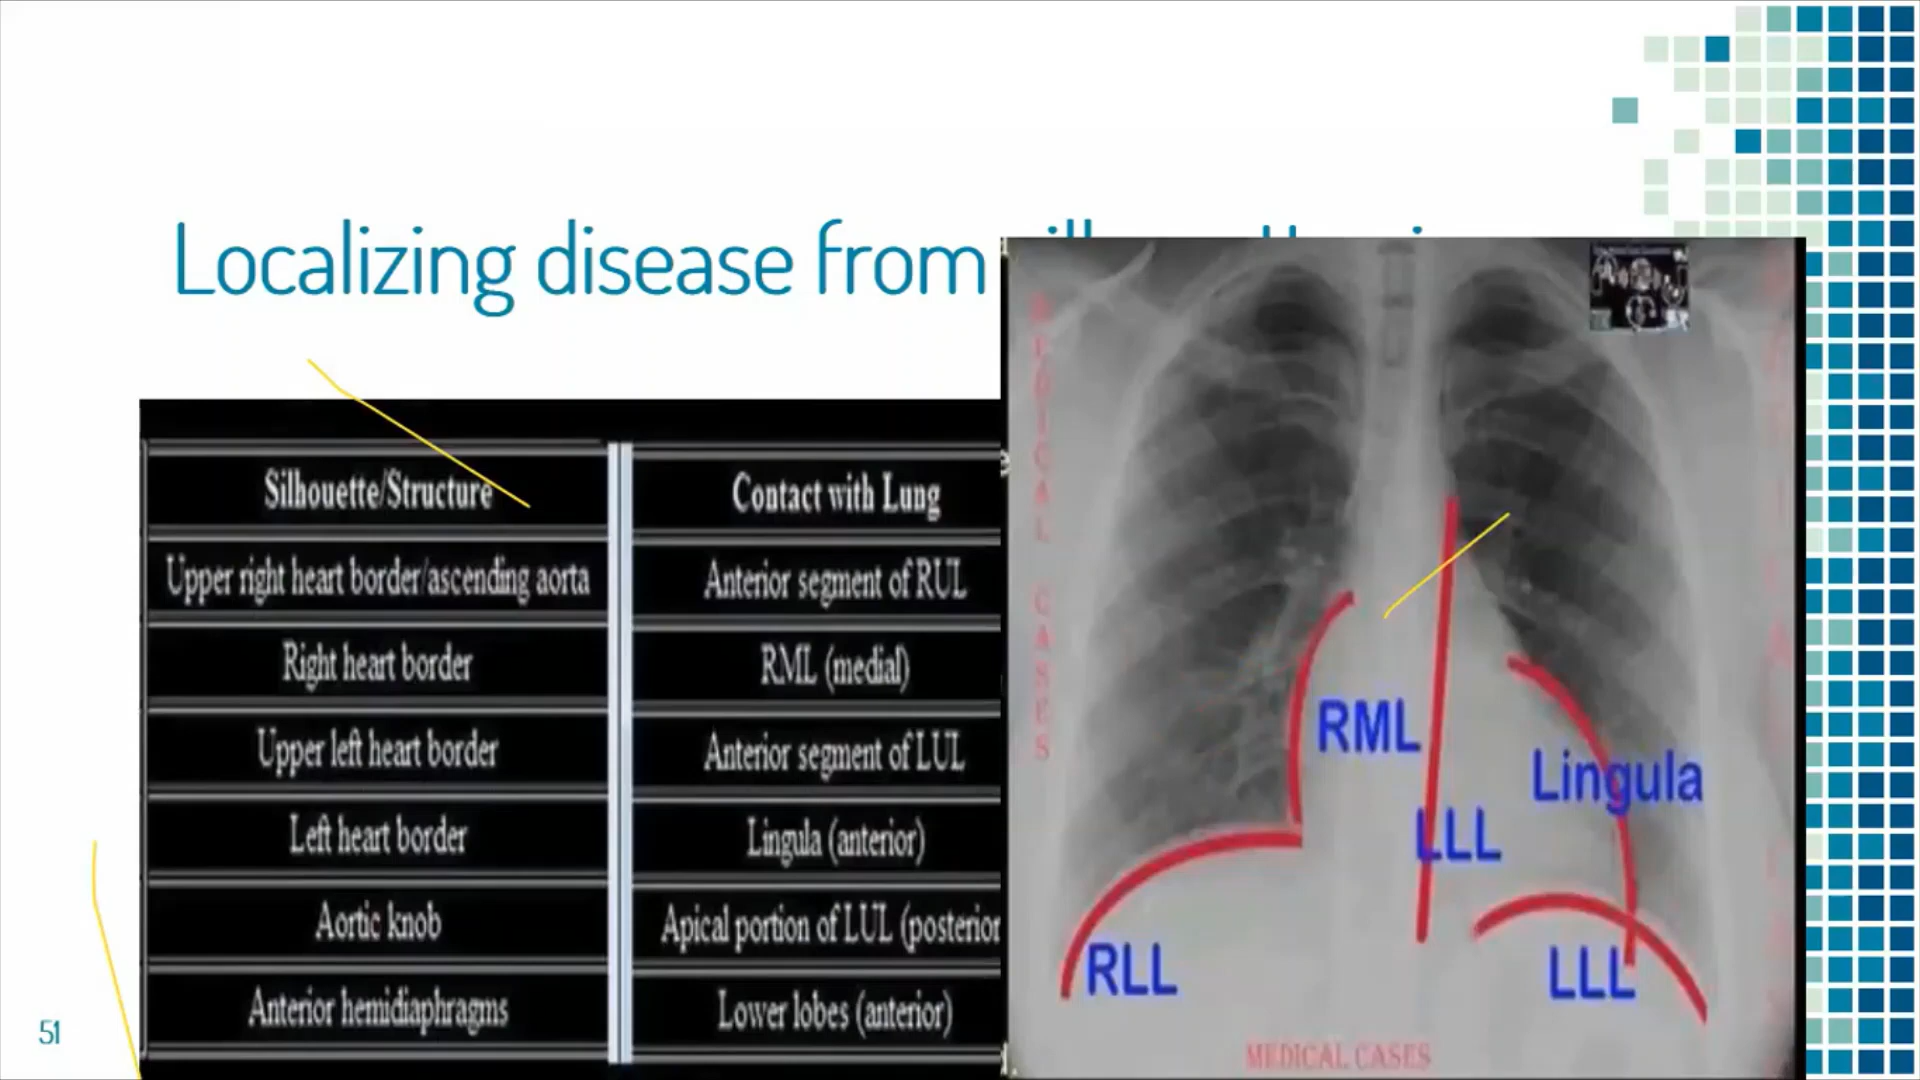 Localizing disease from
Silhouette/Structure
Contact with Lung
Upper right heart border/ascending aorta
Anterior segment of RUL
Right heart border
RML (medial)
Upper left heart border
Anterior segment of LUL
Left heart border
Lingula (anterior)
Aortic knob
Apical portion of LUL (posterior
Anterior hemidiaphragms
Lower lobes (anterior)
51
MEDICAL CASES
RML
Lingula
LLL
RLL
LLL
MEDICAL CASES